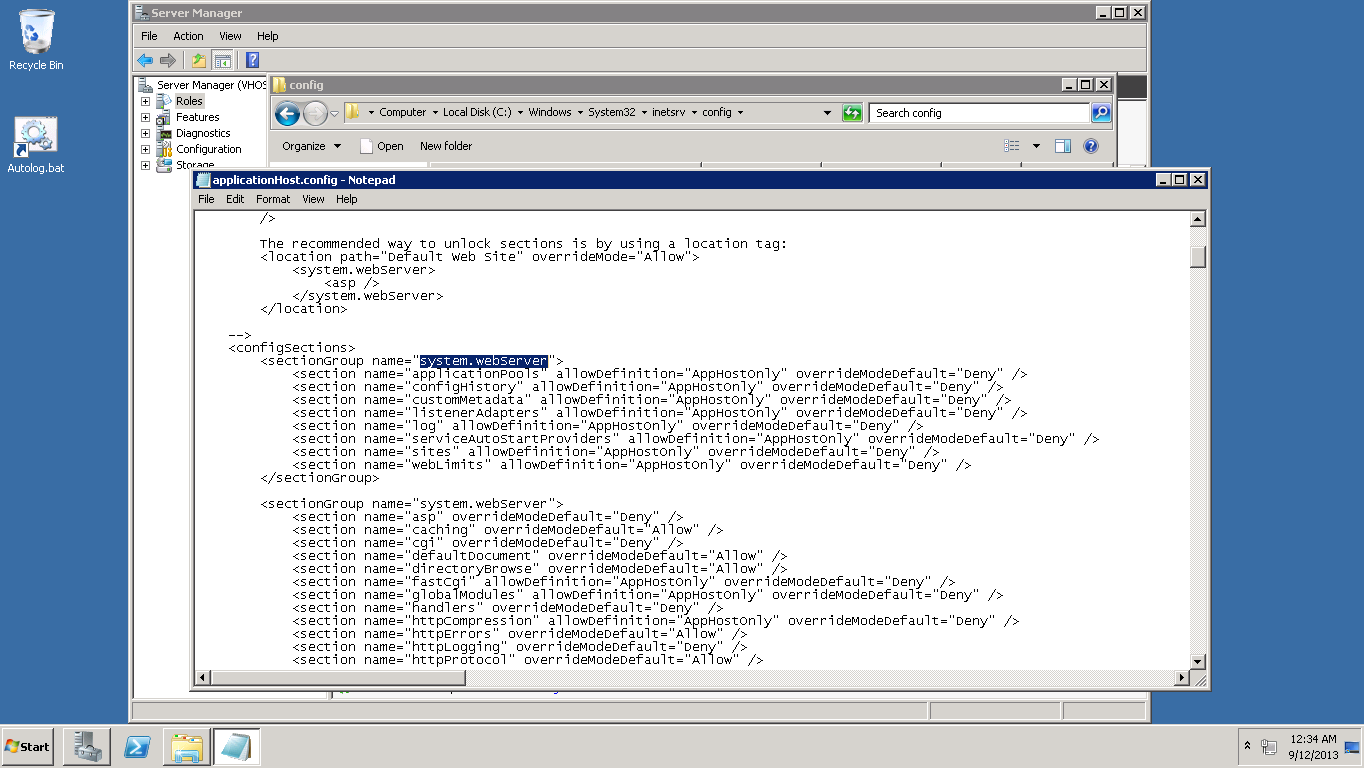 Recycle Bin
Autolog.bat
Server Manager
File Action View Help
Server Manager (VHOS
Roles
Features
Diagnostics
Configuration
Storage
config
Computer Local Disk (C:) Windows System32 inetsrv config
Search config
Organize Open New folder
applicationHost.config - Notepad
File Edit Format View Help
/>
The recommended way to unlock sections is by using a location tag:
<location path="Default Web Site" overrideMode="Allow">
<system.webServer>
<asp />
</system.webServer>
</location>
-->
<configSections>
<sectionGroup name="system.webServer">
<section name="applicationPools" allowDefinition="AppHostOnly" overrideModeDefault="Deny" />
<section name="configHistory" allowDefinition="AppHostOnly" overrideModeDefault="Deny" />
<section name="customMetadata" allowDefinition="AppHostOnly" overrideModeDefault="Deny" />
<section name="listenerAdapters" allowDefinition="AppHostOnly" overrideModeDefault="Deny" />
<section name="log" allowDefinition="AppHostOnly" overrideModeDefault="Deny" />
<section name="serviceAutoStartProviders" allowDefinition="AppHostOnly" overrideModeDefault="Deny" />
<section name="sites" allowDefinition="AppHostOnly" overrideModeDefault="Deny" />
<section name="webLimits" allowDefinition="AppHostOnly" overrideModeDefault="Deny" />
</sectionGroup>
<sectionGroup name="system.webServer">
<section name="asp" overrideModeDefault="Deny" />
<section name="caching" overrideModeDefault="Allow" />
<section name="cgi" overrideModeDefault="Deny" />
<section name="defaultDocument" overrideModeDefault="Allow" />
<section name="directoryBrowse" overrideModeDefault="Allow" />
<section name="fastCgi" allowDefinition="AppHostOnly" overrideModeDefault="Deny" />
<section name="globalModules" allowDefinition="AppHostOnly" overrideModeDefault="Deny" />
<section name="handlers" overrideModeDefault="Deny" />
<section name="httpCompression" allowDefinition="AppHostOnly" overrideModeDefault="Deny" />
<section name="httpErrors" overrideModeDefault="Allow" />
<section name="httpLogging" overrideModeDefault="Deny" />
<section name="httpProtocol" overrideModeDefault="Allow" />
Start
12:34 AM
9/12/2013